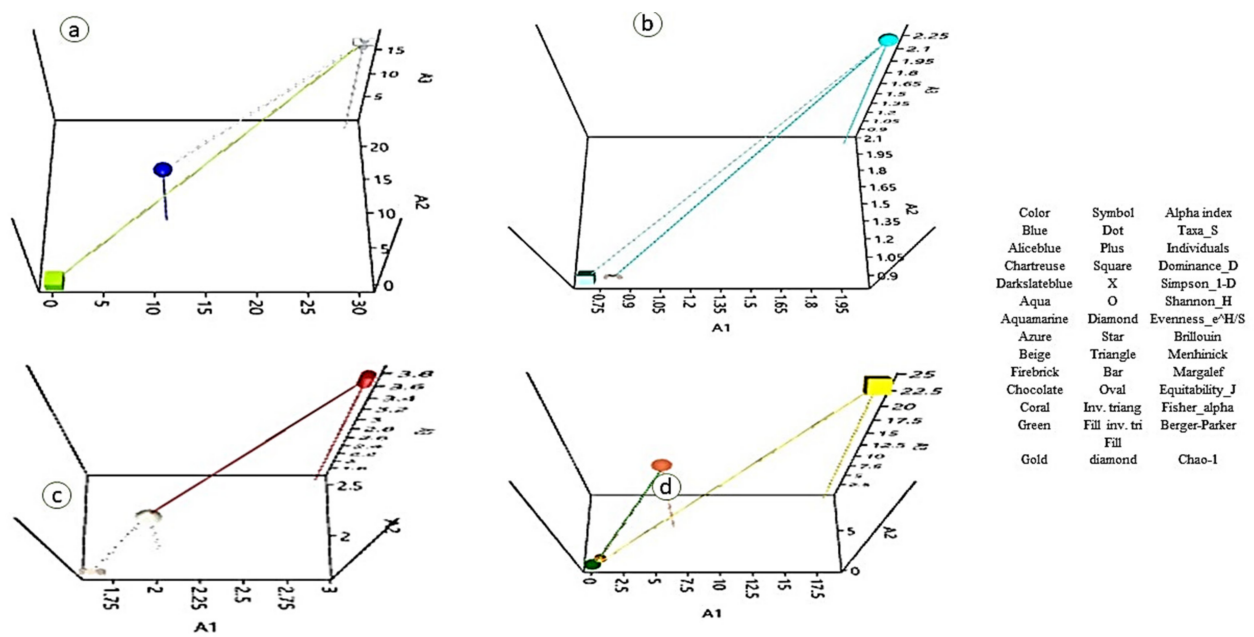 a
15
10
5
A3
20
15
10
5
0
A2
0
5
10
15
20
25
30
b
2.25
2.1
1.95
1.8
1.65
1.5
1.35
1.2
1.05
0.9
2.1
1.95
1.8
1.65
1.5
1.35
1.2
1.05
0.9
A2
0.75
0.9
1.05
1.2
1.35
1.5
1.65
1.8
1.95
A1
c
3.8
3.6
3.4
3.2
2.5
2
A2
1.75
2
2.25
2.5
2.75
3
A1
d
25
22.5
20
17.5
15
12.5
10
7.5
5
5
0
A2
0
2.5
5
7.5
10
12.5
15
17.5
A1
Color Symbol Alpha index
Blue Dot Taxa_S
Aliceblue Plus Individuals
Chartreuse Square Dominance_D
Darkslateblue X Simpson_1-D
Aqua O Shannon_H
Aquamarine Diamond Evenness_e^H/S
Azure Star Brillouin
Beige Triangle Menhinick
Firebrick Bar Margalef
Chocolate Oval Equitability_J
Coral Inv. triang Fisher_alpha
Green Fill inv. tri Berger-Parker
Fill
Gold diamond Chao-1